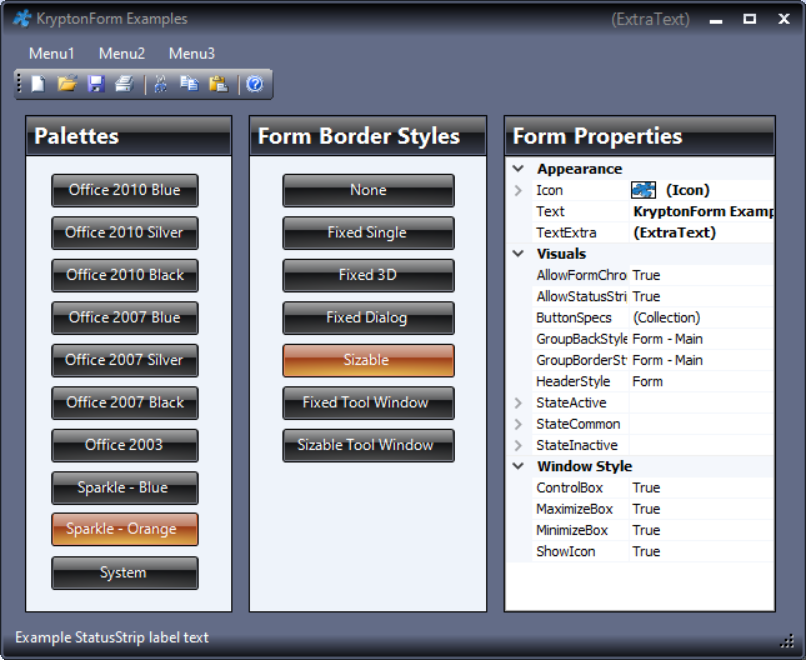 KryptonForm Examples (ExtraText)
Menu1 Menu2 Menu3
Palettes
Office 2010 Blue
Office 2010 Silver
Office 2010 Black
Office 2007 Blue
Office 2007 Silver
Office 2007 Black
Office 2003
Sparkle - Blue
Sparkle - Orange
System
Form Border Styles
None
Fixed Single
Fixed 3D
Fixed Dialog
Sizable
Fixed Tool Window
Sizable Tool Window
Form Properties
Appearance
Icon (Icon)
Text KryptonForm Examp
TextExtra (ExtraText)
Visuals
AllowFormChro True
AllowStatusStri True
ButtonSpecs (Collection)
GroupBackStyle Form - Main
GroupBorderSt Form - Main
HeaderStyle Form
StateActive
StateCommon
StateInactive
Window Style
ControlBox True
MaximizeBox True
MinimizeBox True
ShowIcon True
Example StatusStrip label text